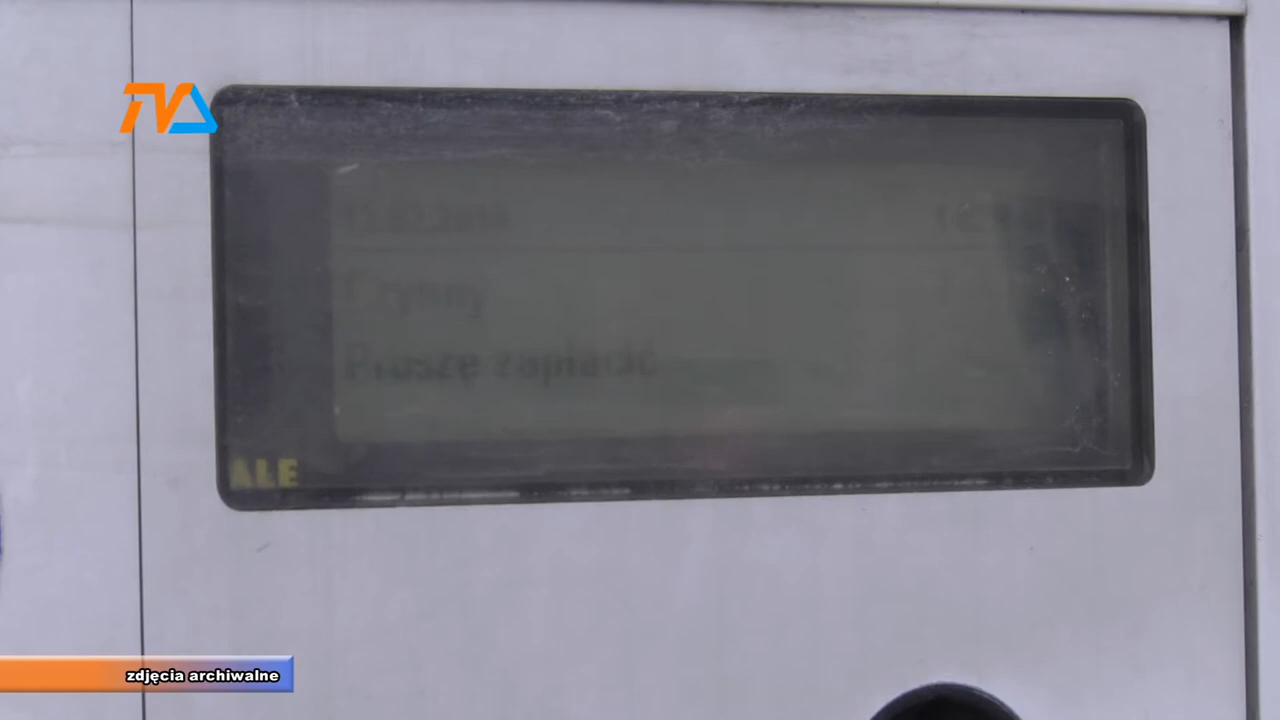 TVA
Czynny
Proszę zapłacić
ALE
zdjęcia archiwalne